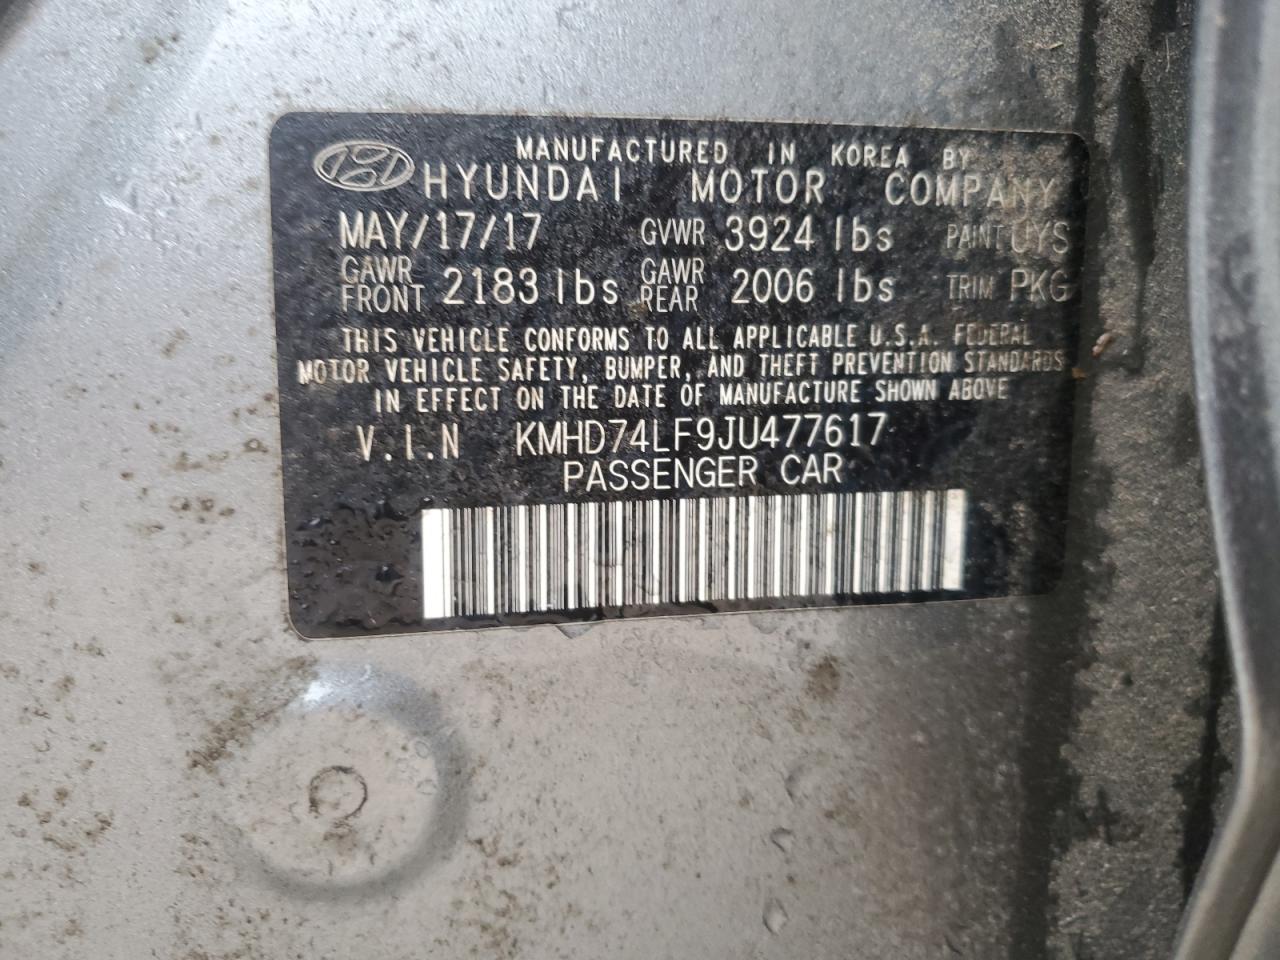 MANUFACTURED IN KOREA BY
HYUNDAI MOTOR COMPANY
MAY/17/17 GVWR 3924 lbs PAINT UYS
GAWR FRONT 2183 lbs GAWR REAR 2006 lbs TRIM PKG
THIS VEHICLE CONFORMS TO ALL APPLICABLE U.S.A. FEDERAL
MOTOR VEHICLE SAFETY, BUMPER, AND THEFT PREVENTION STANDARDS
IN EFFECT ON THE DATE OF MANUFACTURE SHOWN ABOVE
V.I.N KMHD74LF9JU477617
PASSENGER CAR